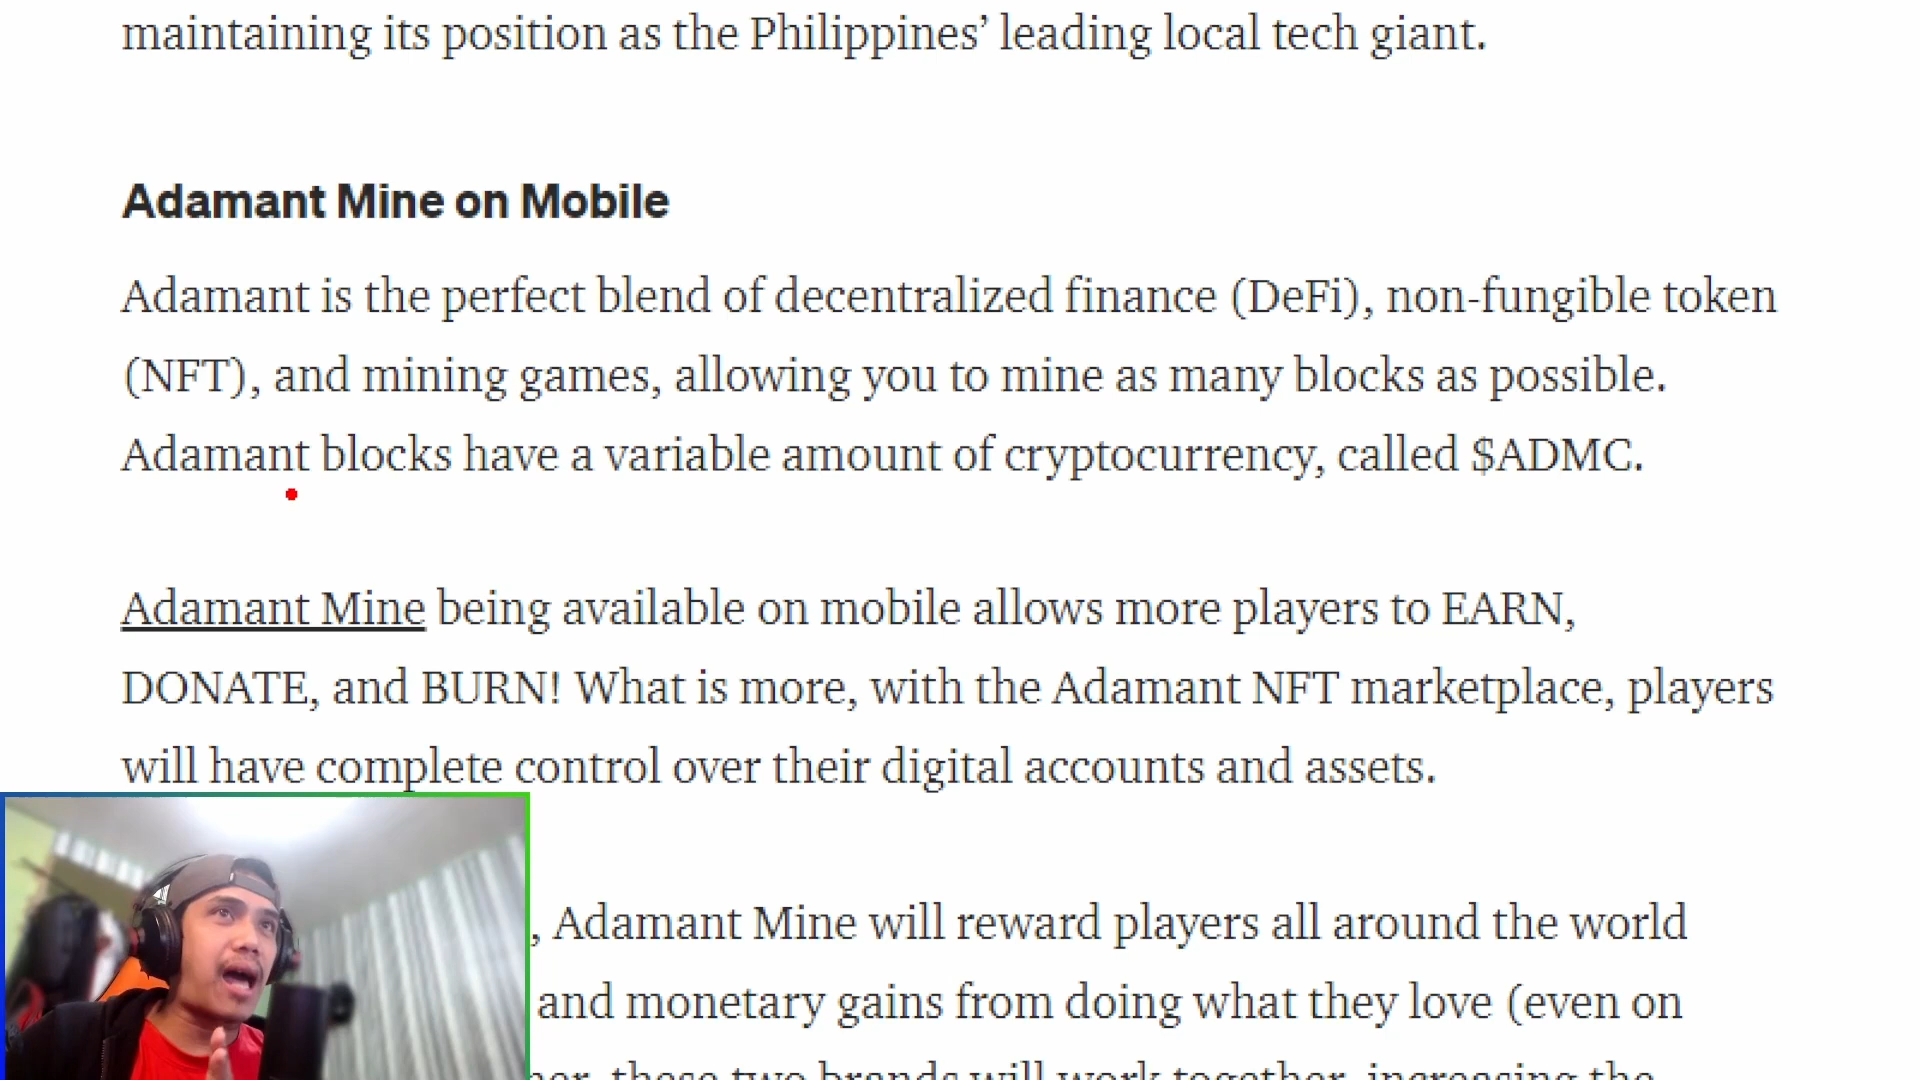 maintaining its position as the Philippines’ leading local tech giant.
Adamant Mine on Mobile
Adamant is the perfect blend of decentralized finance (DeFi), non-fungible token
(NFT), and mining games, allowing you to mine as many blocks as possible.
Adamant blocks have a variable amount of cryptocurrency, called $ADMC.
Adamant Mine being available on mobile allows more players to EARN,
DONATE, and BURN! What is more, with the Adamant NFT marketplace, players
will have complete control over their digital accounts and assets.
, Adamant Mine will reward players all around the world
and monetary gains from doing what they love (even on
these two brands will work together, increasing the